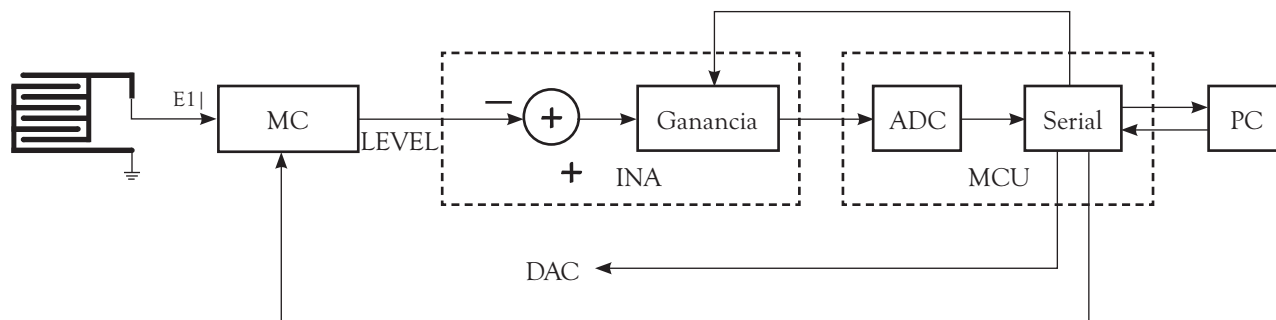 E1|
MC
LEVEL
−
+
+
Ganancia
INA
ADC
Serial
MCU
PC
DAC